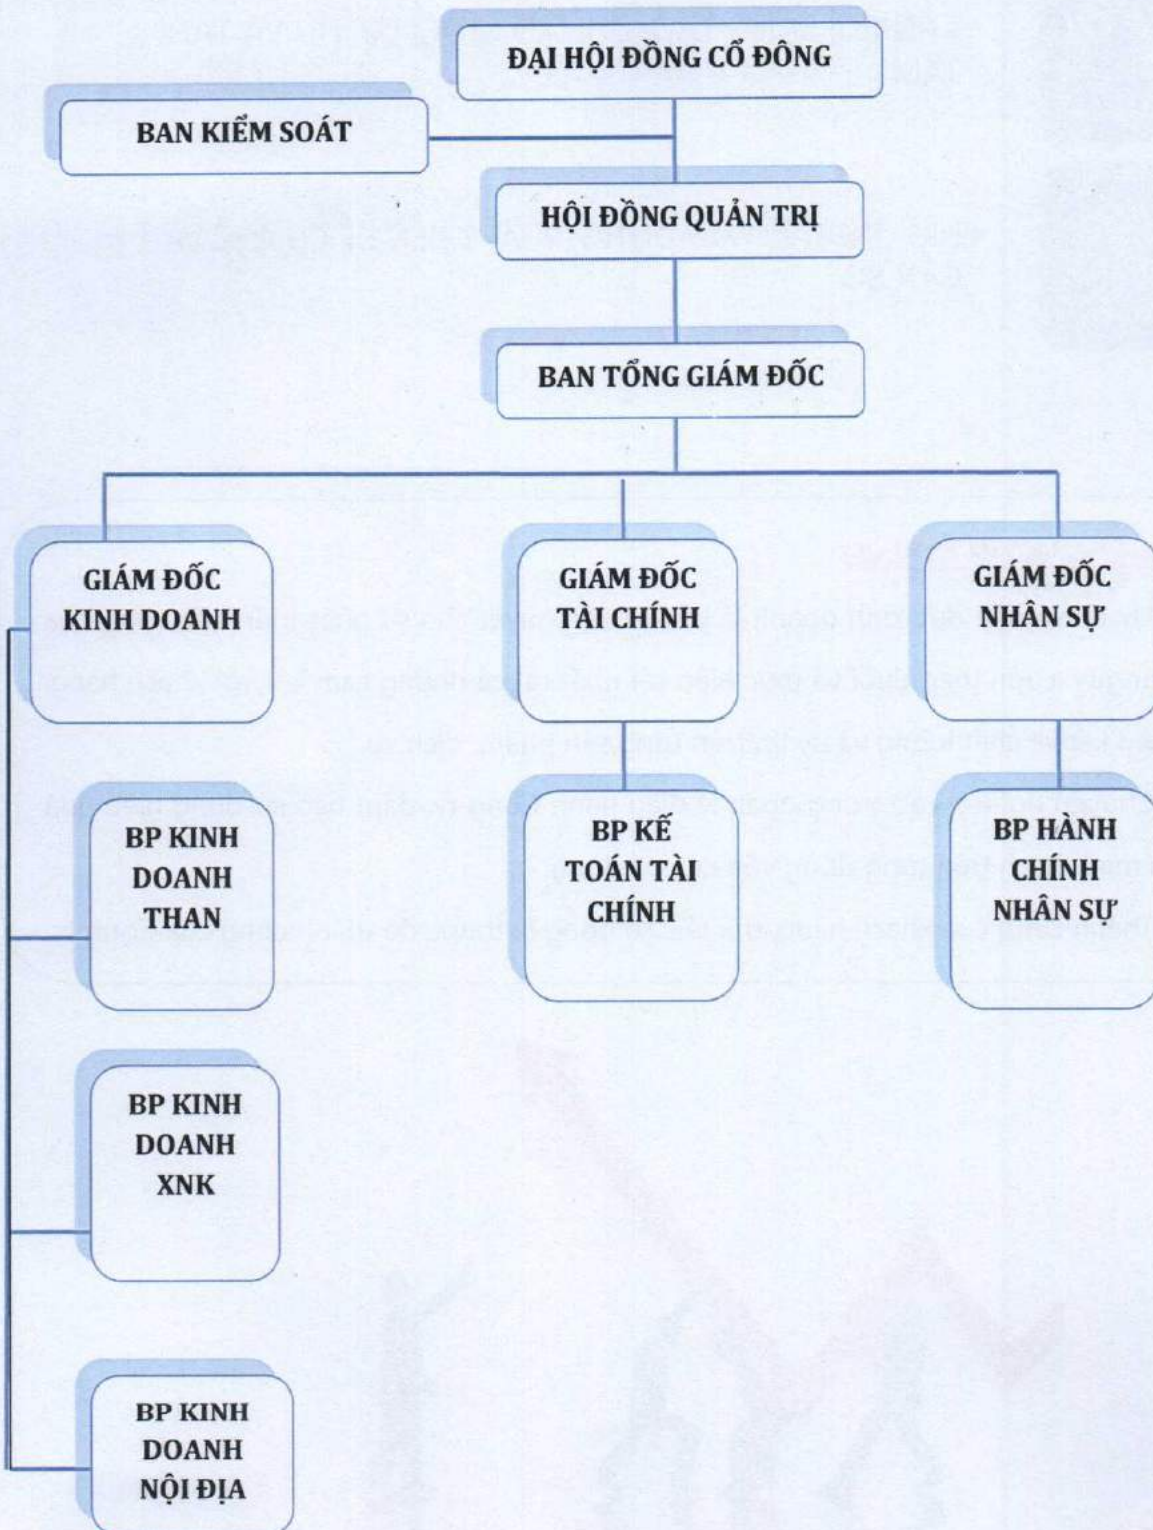 ĐẠI HỘI ĐỒNG CỔ ĐÔNG
BAN KIỂM SOÁT
HỘI ĐỒNG QUẢN TRỊ
BAN TỔNG GIÁM ĐỐC
GIÁM ĐỐC
KINH DOANH
GIÁM ĐỐC
TÀI CHÍNH
GIÁM ĐỐC
NHÂN SỰ
BP KINH
DOANH
THAN
BP KẾ
TOÁN TÀI
CHÍNH
BP HÀNH
CHÍNH
NHÂN SỰ
BP KINH
DOANH
XNK
BP KINH
DOANH
NỘI ĐỊA